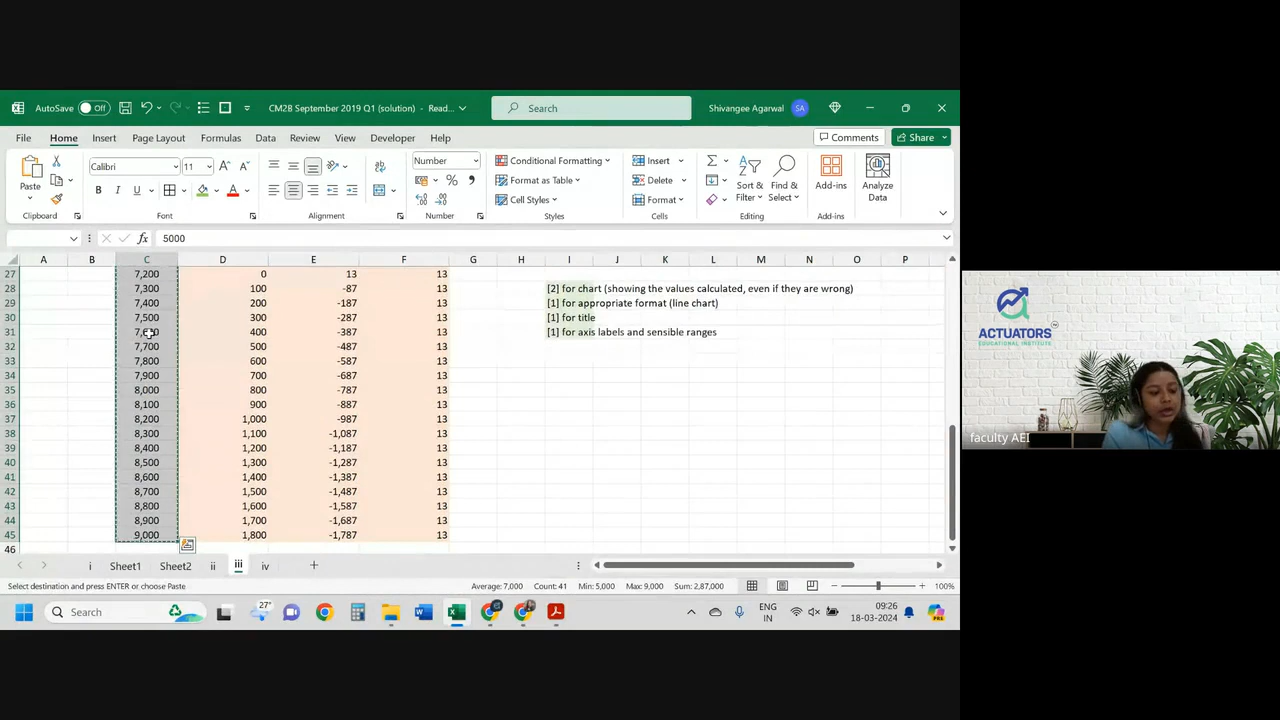 AutoSave Off CM2B September 2019 Q1 (solution) - Read... Search Shivangee Agarwal SA
File Home Insert Page Layout Formulas Data Review View Developer Help Comments Share
Paste Calibri 11 A A Number Conditional Formatting Insert Sort & Filter Find & Select Add-ins Analyze Data
B I U A % Format as Table Delete
Cell Styles Format
Clipboard Font Alignment Number Styles Cells Editing Add-ins
fx 5000
A B C D E F G H I J K L M N O P
27 7,200 0 13 13
28 7,300 100 -87 13 [2] for chart (showing the values calculated, even if they are wrong)
29 7,400 200 -187 13 [1] for appropriate format (line chart)
30 7,500 300 -287 13 [1] for title
31 400 -387 13 [1] for axis labels and sensible ranges
32 7,700 500 -487 13
33 7,800 600 -587 13
34 7,900 700 -687 13
35 8,000 800 -787 13
36 8,100 900 -887 13
37 8,200 1,000 -987 13
38 8,300 1,100 -1,087 13
39 8,400 1,200 -1,187 13
40 8,500 1,300 -1,287 13
41 8,600 1,400 -1,387 13
42 8,700 1,500 -1,487 13
43 8,800 1,600 -1,587 13
44 8,900 1,700 -1,687 13
45 9,000 1,800 -1,787 13
46
i Sheet1 Sheet2 ii iii iv
Select destination and press ENTER or choose Paste Average: 7,000 Count: 41 Min: 5,000 Max: 9,000 Sum: 2,87,000 100%
Search 27° ENG IN 09:26 18-03-2024
ACTUATORS
EDUCATIONAL INSTITUTE
faculty AEI